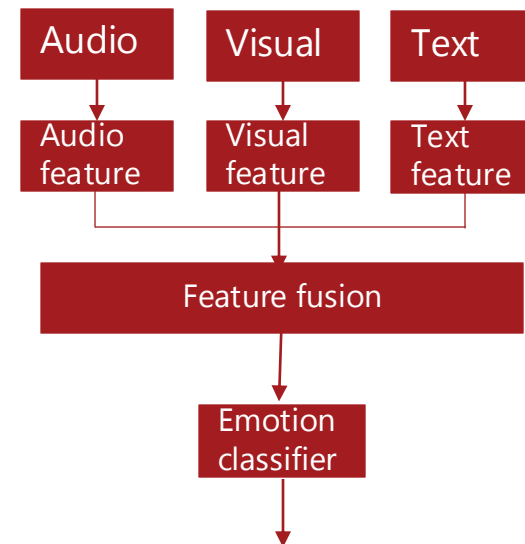 Audio
Visual
Text
Audio
feature
Visual
feature
Text
feature
Feature fusion
Emotion
classifier